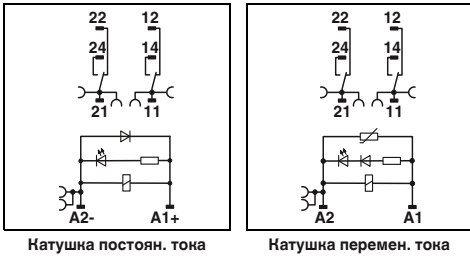 22 12
24 14
21 11
A2- A1+
Катушка постоян. тока
22 12
24 14
21 11
A2 A1
Катушка перемен. тока